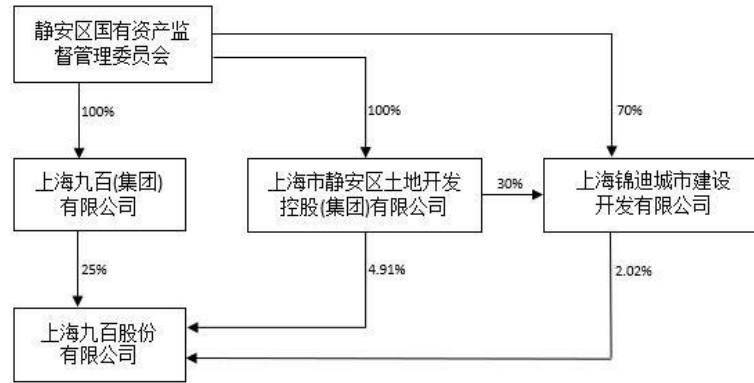 静安区国有资产监
督管理委员会
100%
100%
70%
上海九百(集团)
有限公司
上海市静安区土地开发
控股(集团)有限公司
30%
上海锦迪城市建设
开发有限公司
25%
4.91%
2.02%
上海九百股份
有限公司